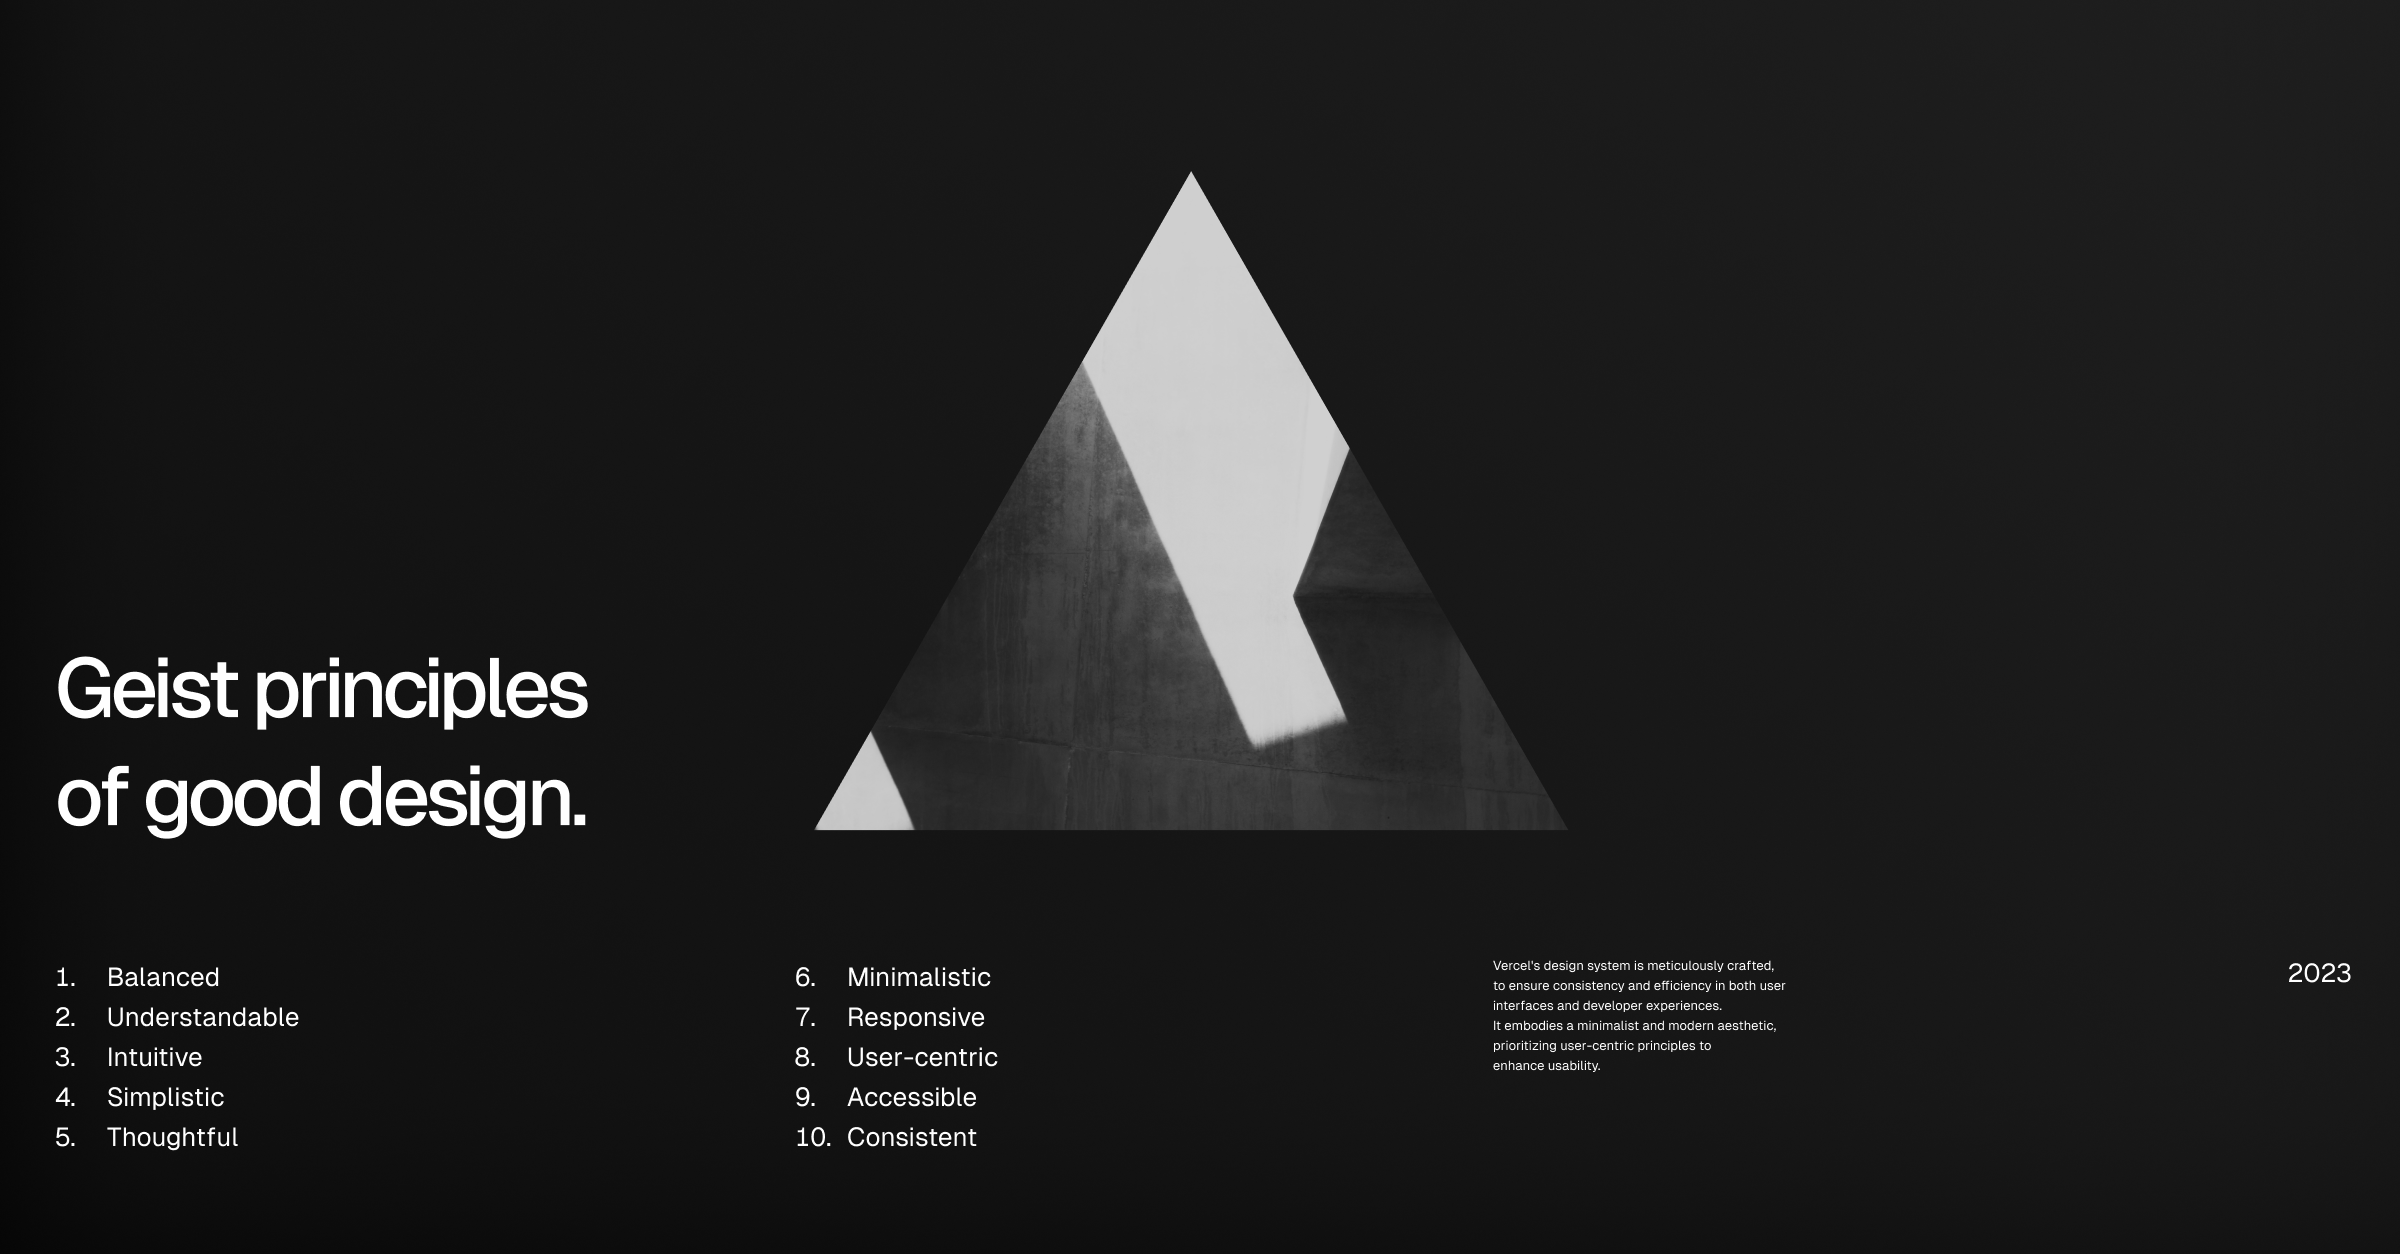 Geist principles
of good design.
1. Balanced
2. Understandable
3. Intuitive
4. Simplistic
5. Thoughtful
6. Minimalistic
7. Responsive
8. User-centric
9. Accessible
10. Consistent
Vercel's design system is meticulously crafted,
to ensure consistency and efficiency in both user
interfaces and developer experiences.
It embodies a minimalist and modern aesthetic,
prioritizing user-centric principles to
enhance usability.
2023